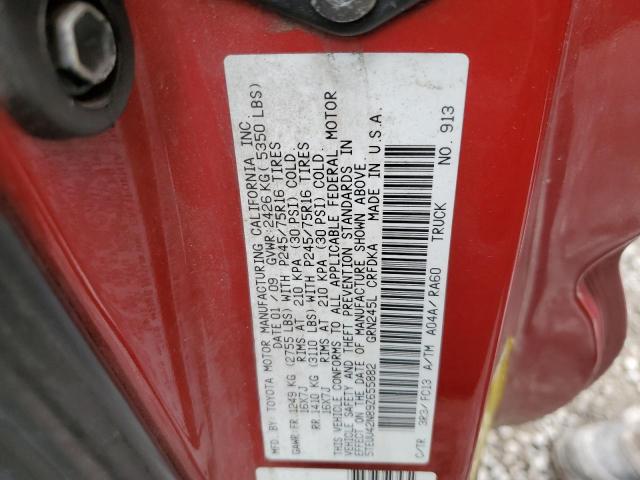 MFD. BY: TOYOTA MOTOR MANUFACTURING CALIFORNIA INC.
DATE 01/09 GVWR: 2426 KG (5350 LBS)
GAWR FR 1249 KG (2755 LBS) WITH P245/75R16 TIRES
16X7J RIMS AT 210 KPA (30 PSI) COLD.
RR 1410 KG (3110 LBS) WITH P245/75R16 TIRES
16X7J RIMS AT 210 KPA (30 PSI) COLD.
THIS VEHICLE CONFORMS TO ALL APPLICABLE FEDERAL MOTOR
VEHICLE SAFETY AND THEFT PREVENTION STANDARDS IN
EFFECT ON THE DATE OF MANUFACTURE SHOWN ABOVE.
5TEUU42N89Z655882 GRN245L CRFDKA MADE IN U.S.A.
C/TR 3R3/FC13 A/TM A04A/RA60 TRUCK NO. 913